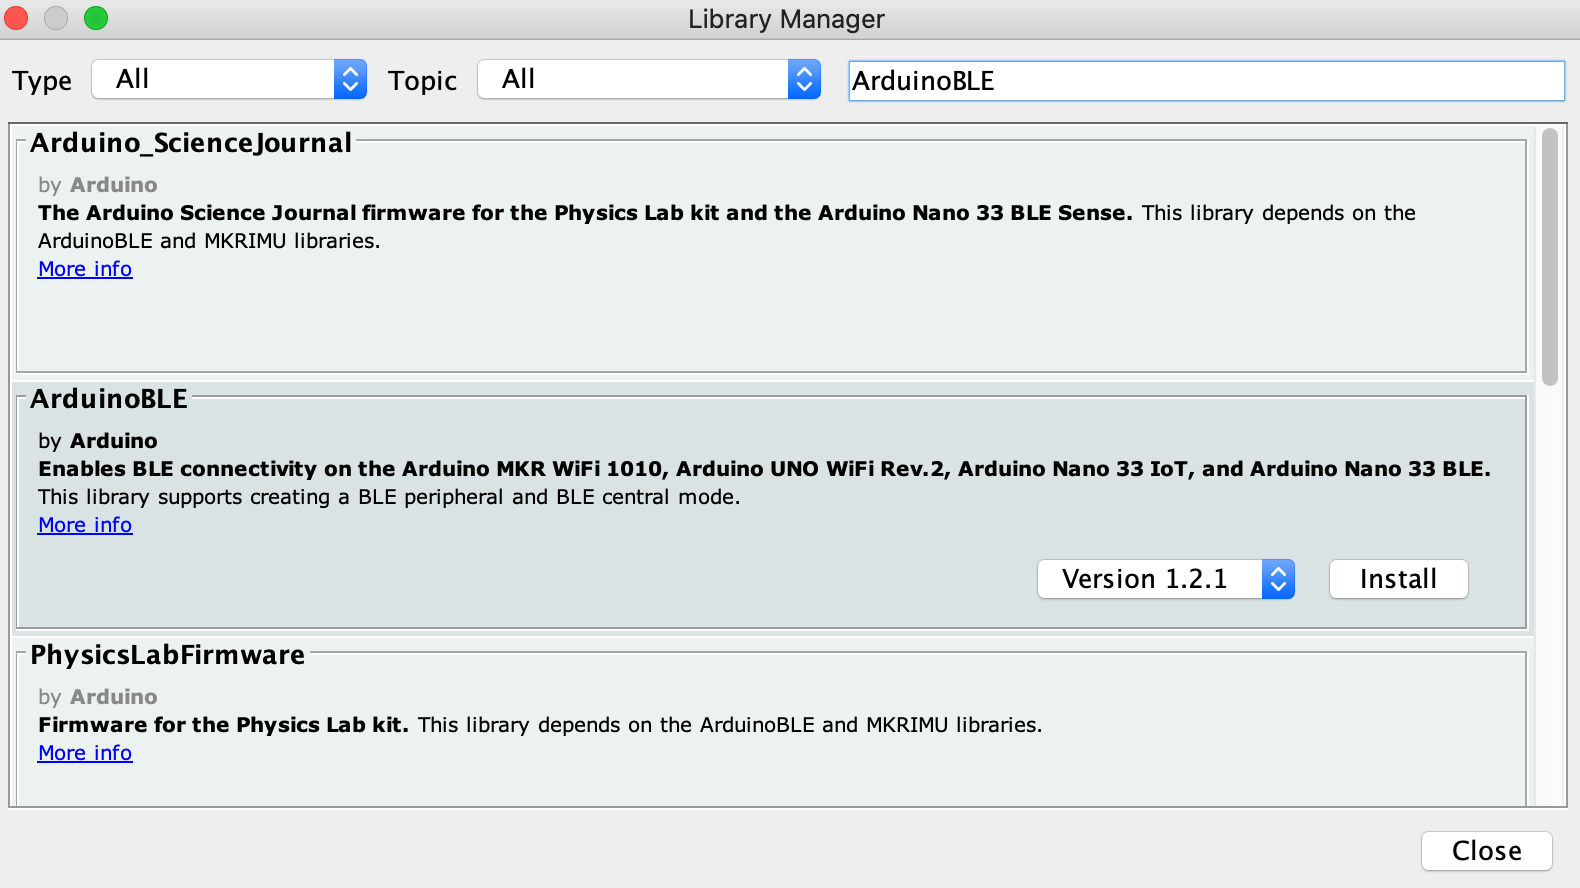 Library Manager
Type All Topic All ArduinoBLE
Arduino_ScienceJournal
by Arduino
The Arduino Science Journal firmware for the Physics Lab kit and the Arduino Nano 33 BLE Sense. This library depends on the
ArduinoBLE and MKRIMU libraries.
More info
ArduinoBLE
by Arduino
Enables BLE connectivity on the Arduino MKR WiFi 1010, Arduino UNO WiFi Rev.2, Arduino Nano 33 IoT, and Arduino Nano 33 BLE.
This library supports creating a BLE peripheral and BLE central mode.
More info
Version 1.2.1 Install
PhysicsLabFirmware
by Arduino
Firmware for the Physics Lab kit. This library depends on the ArduinoBLE and MKRIMU libraries.
More info
Close